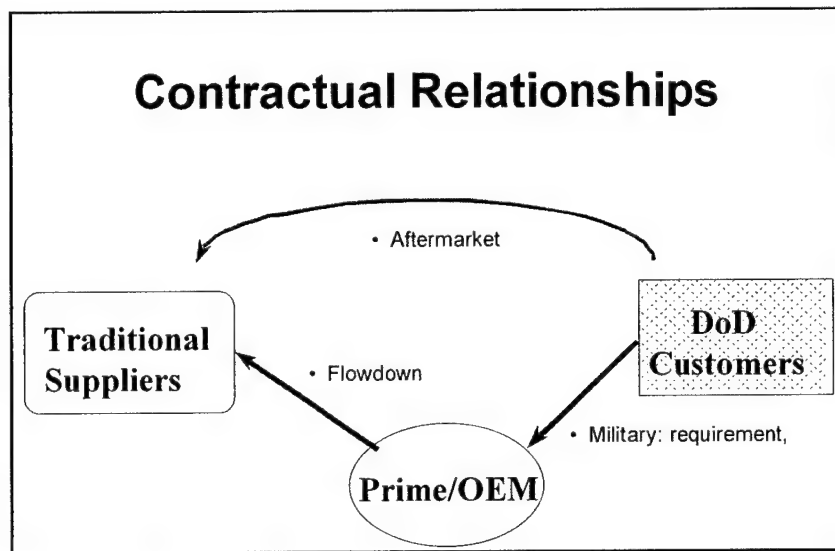 Contractual Relationships
• Aftermarket
Traditional
Suppliers
DoD
Customers
• Flowdown
• Military: requirement,
Prime/OEM